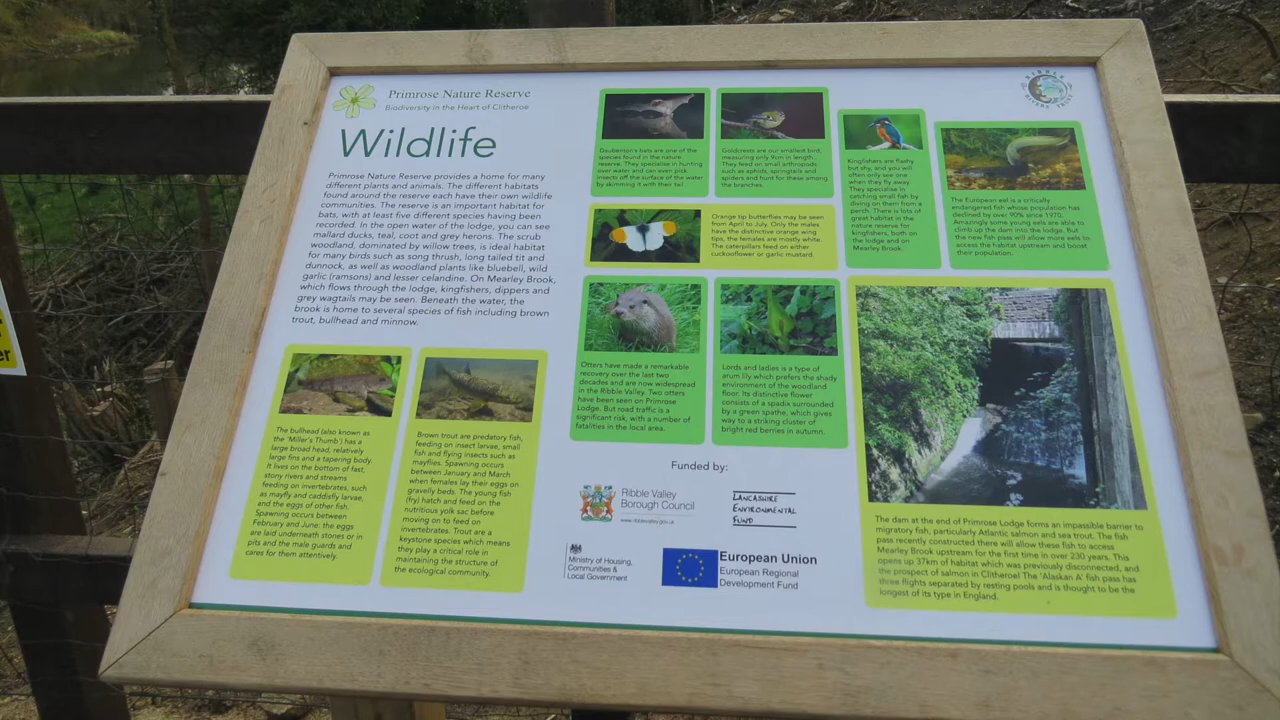 Primrose Nature Reserve
Biodiversity in the Heart of Clitheroe
Wildlife
Primrose Nature Reserve provides a home for many
different plants and animals. The different habitats
found around the reserve each have their own wildlife
communities. The reserve is an important habitat for
bats, with at least five different species having been
recorded. In the open water of the lodge, you can see
mallard ducks, teal, coot and grey herons. The scrub
woodland, dominated by willow trees, is ideal habitat
for many birds such as song thrush, long tailed tit and
dunnock, as well as woodland plants like bluebell, wild
garlic (ramsons) and lesser celandine. On Mearley Brook,
which flows through the lodge, kingfishers, dippers and
grey wagtails may be seen. Beneath the water, the
brook is home to several species of fish including brown
trout, bullhead and minnow.
The bullhead (also known as
the 'Miller's Thumb') has a
large broad head, relatively
large fins and a tapering body.
It lives on the bottom of fast,
stony rivers and streams
feeding on invertebrates, such
as mayfly and caddisfly larvae,
and the eggs of other fish.
Spawning occurs between
February and June: the eggs
are laid underneath stones or in
pits and the male guards and
cares for them attentively.
Brown trout are predatory fish,
feeding on insect larvae, small
fish and flying insects such as
mayflies. Spawning occurs
between January and March
when females lay their eggs on
gravelly beds. The young fish
(fry) hatch and feed on the
nutritious yolk sac before
moving on to feed on
invertebrates. Trout are a
keystone species which means
they play a critical role in
maintaining the structure of
the ecological community.
Daubenton's bats are one of the
species found in the nature
reserve. They specialise in hunting
over water and can even pick
insects off the surface of the water
by skimming it with their tail.
Goldcrests are our smallest bird,
measuring only 9cm in length...
They feed on small arthropods
such as aphids, springtails and
spiders and hunt for these among
the branches.
Kingfishers are flashy
but shy, and you will
often only see one
when they fly away.
They specialise in
catching small fish by
diving on them from a
perch. There is lots of
great habitat in the
nature reserve for
kingfishers, both on
the lodge and on
Mearley Brook.
RIBBLE
RIVERS TRUST
The European eel is a critically
endangered fish whose population has
declined by over 90% since 1970.
Amazingly some young eels are able to
climb up the dam into the lodge. But
the new fish pass will allow more eels to
access the habitat upstream and boost
their population.
Orange tip butterflies may be seen
from April to July. Only the males
have the distinctive orange wing
tips, the females are mostly white.
The caterpillars feed on either
cuckooflower or garlic mustard.
Otters have made a remarkable
recovery over the last two
decades and are now widespread
in the Ribble Valley. Two otters
have been seen on Primrose
Lodge. But road traffic is a
significant risk, with a number of
fatalities in the local area.
Lords and ladies is a type of
arum lily which prefers the shady
environment of the woodland
floor. Its distinctive flower
consists of a spadix surrounded
by a green spathe, which gives
way to a striking cluster of
bright red berries in autumn.
The dam at the end of Primrose Lodge forms an impassible barrier to
migratory fish, particularly Atlantic salmon and sea trout. The fish
pass recently constructed there will allow these fish to access
Mearley Brook upstream for the first time in over 230 years. This
opens up 37km of habitat which was previously disconnected, and
the prospect of salmon in Clitheroe! The 'Alaskan A' fish pass has
three flights separated by resting pools and is thought to be the
longest of its type in England.
Funded by:
Ribble Valley
Borough Council
www.ribblevalley.gov.uk
LANCASHIRE
ENVIRONMENTAL
FUND
Ministry of Housing,
Communities &
Local Government
European Union
European Regional
Development Fund
er